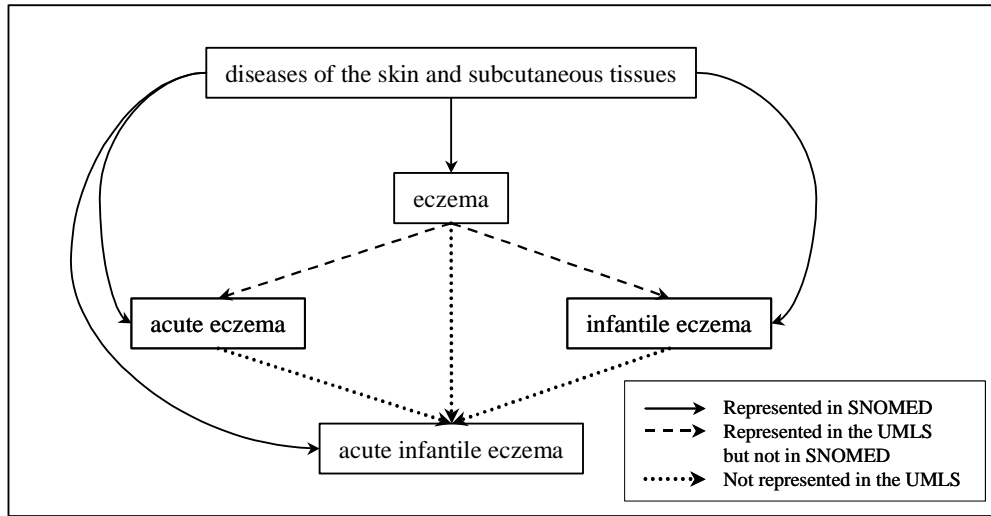 diseases of the skin and subcutaneous tissues
eczema
acute eczema
infantile eczema
acute infantile eczema
Represented in SNOMED
Represented in the UMLS
but not in SNOMED
Not represented in the UMLS